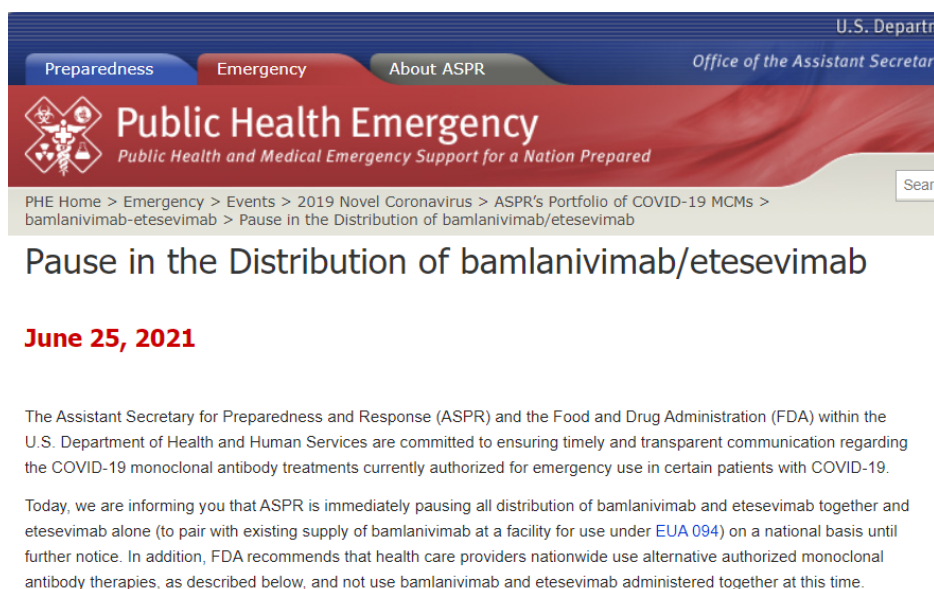 U.S. Departm
Preparedness Emergency About ASPR Office of the Assistant Secretar
Public Health Emergency
Public Health and Medical Emergency Support for a Nation Prepared
Sear
PHE Home > Emergency > Events > 2019 Novel Coronavirus > ASPR's Portfolio of COVID-19 MCMs >
bamlanivimab-etesevimab > Pause in the Distribution of bamlanivimab/etesevimab
Pause in the Distribution of bamlanivimab/etesevimab
June 25, 2021
The Assistant Secretary for Preparedness and Response (ASPR) and the Food and Drug Administration (FDA) within the
U.S. Department of Health and Human Services are committed to ensuring timely and transparent communication regarding
the COVID-19 monoclonal antibody treatments currently authorized for emergency use in certain patients with COVID-19.
Today, we are informing you that ASPR is immediately pausing all distribution of bamlanivimab and etesevimab together and
etesevimab alone (to pair with existing supply of bamlanivimab at a facility for use under EUA 094) on a national basis until
further notice. In addition, FDA recommends that health care providers nationwide use alternative authorized monoclonal
antibody therapies, as described below, and not use bamlanivimab and etesevimab administered together at this time.